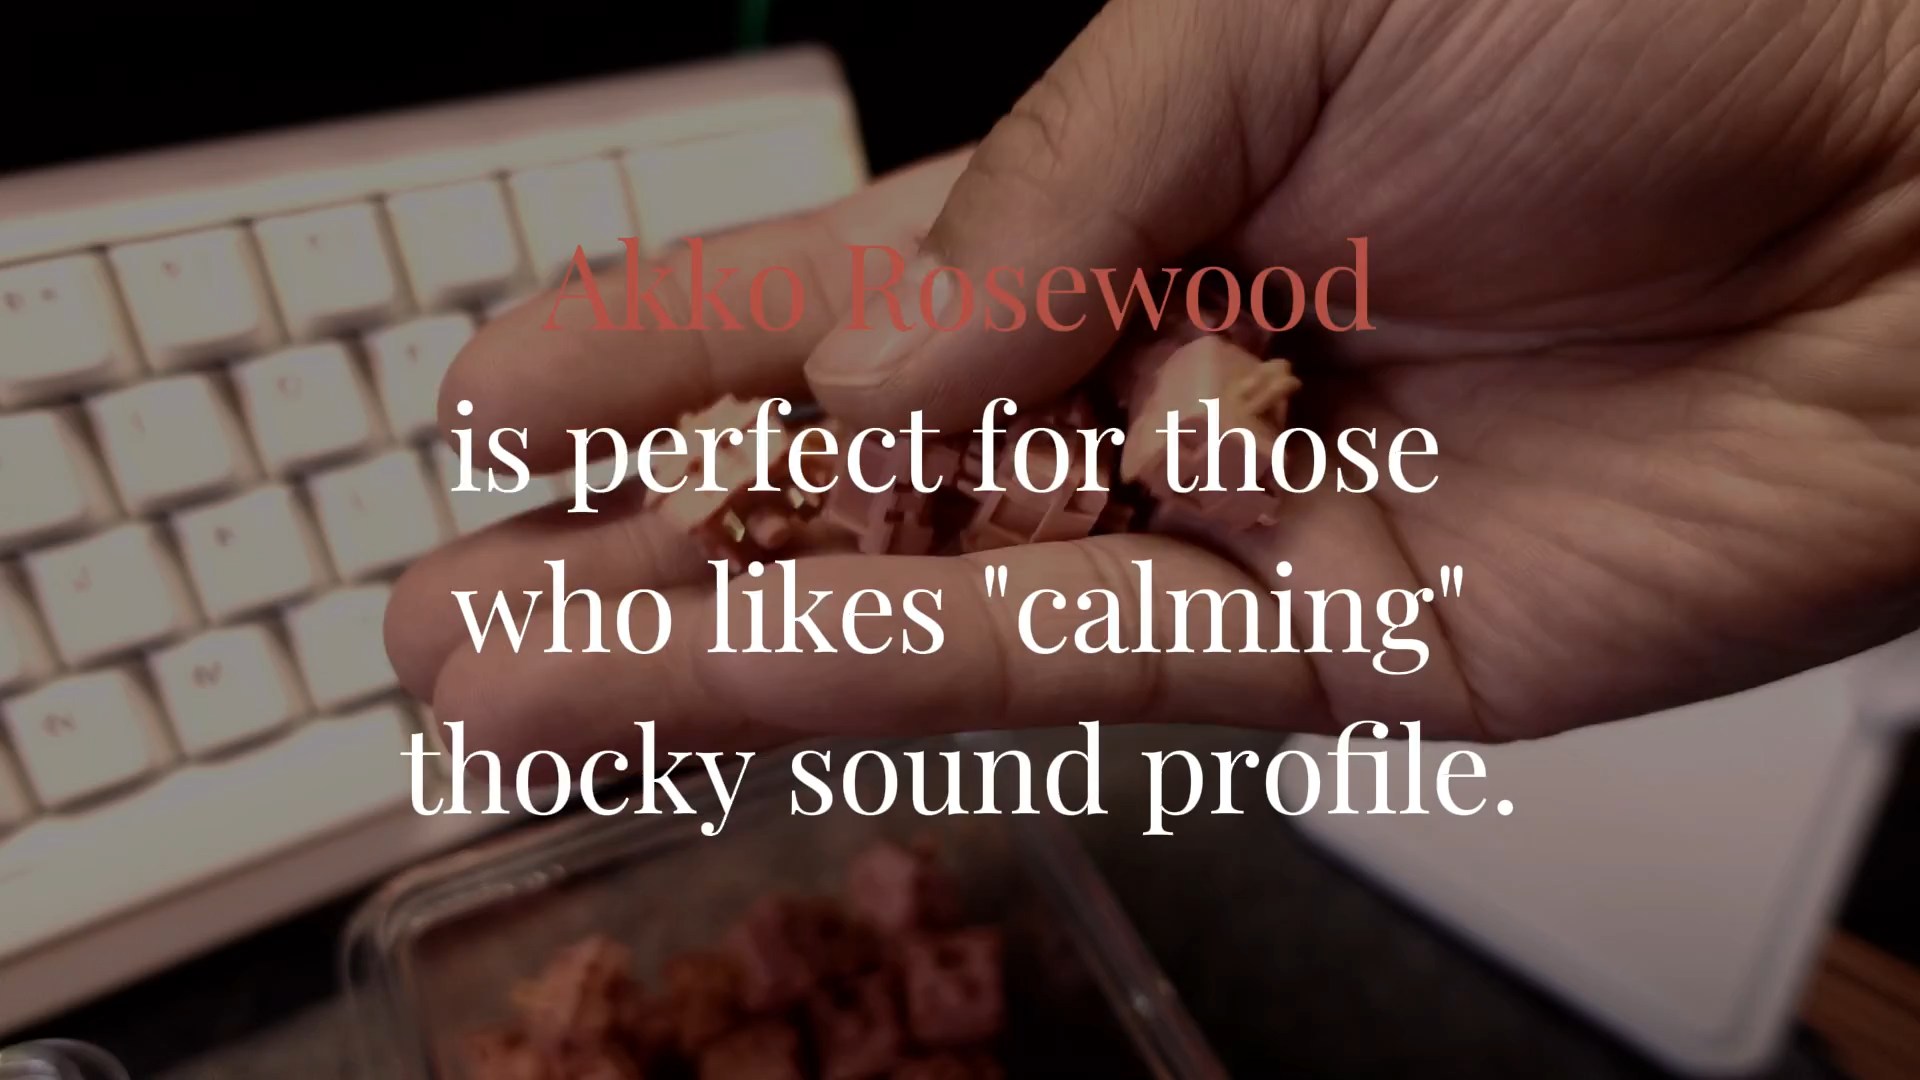 Akko Rosewood
is perfect for those
who likes "calming"
thocky sound profile.